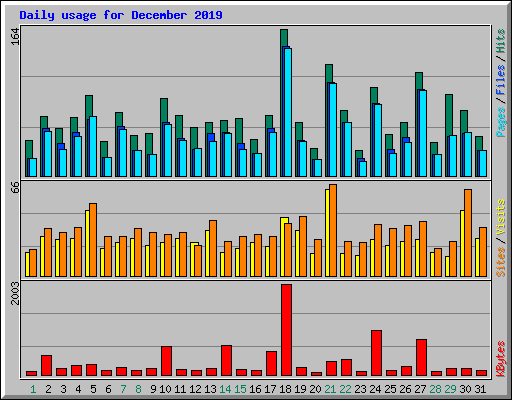 Daily usage for December 2019
164
Pages / Files / Hits
66
Sites / Visits
2003
KBytes
1 2 3 4 5 6 7 8 9 10 11 12 13 14 15 16 17 18 19 20 21 22 23 24 25 26 27 28 29 30 31